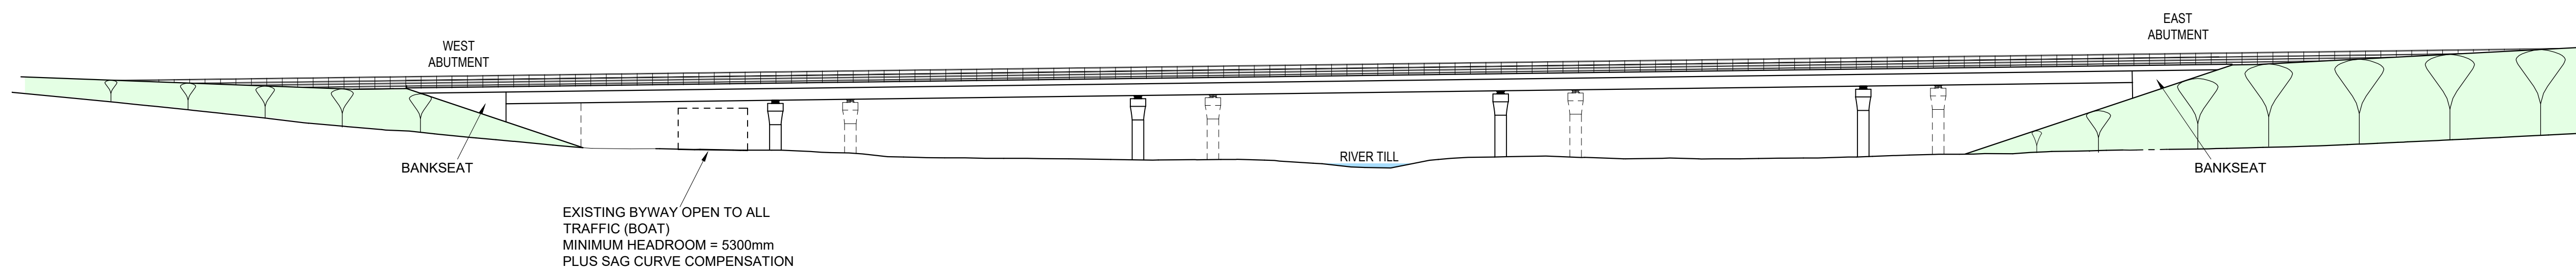 WEST
ABUTMENT
EAST
ABUTMENT
BANKSEAT
RIVER TILL
BANKSEAT
EXISTING BYWAY OPEN TO ALL
TRAFFIC (BOAT)
MINIMUM HEADROOM = 5300mm
PLUS SAG CURVE COMPENSATION